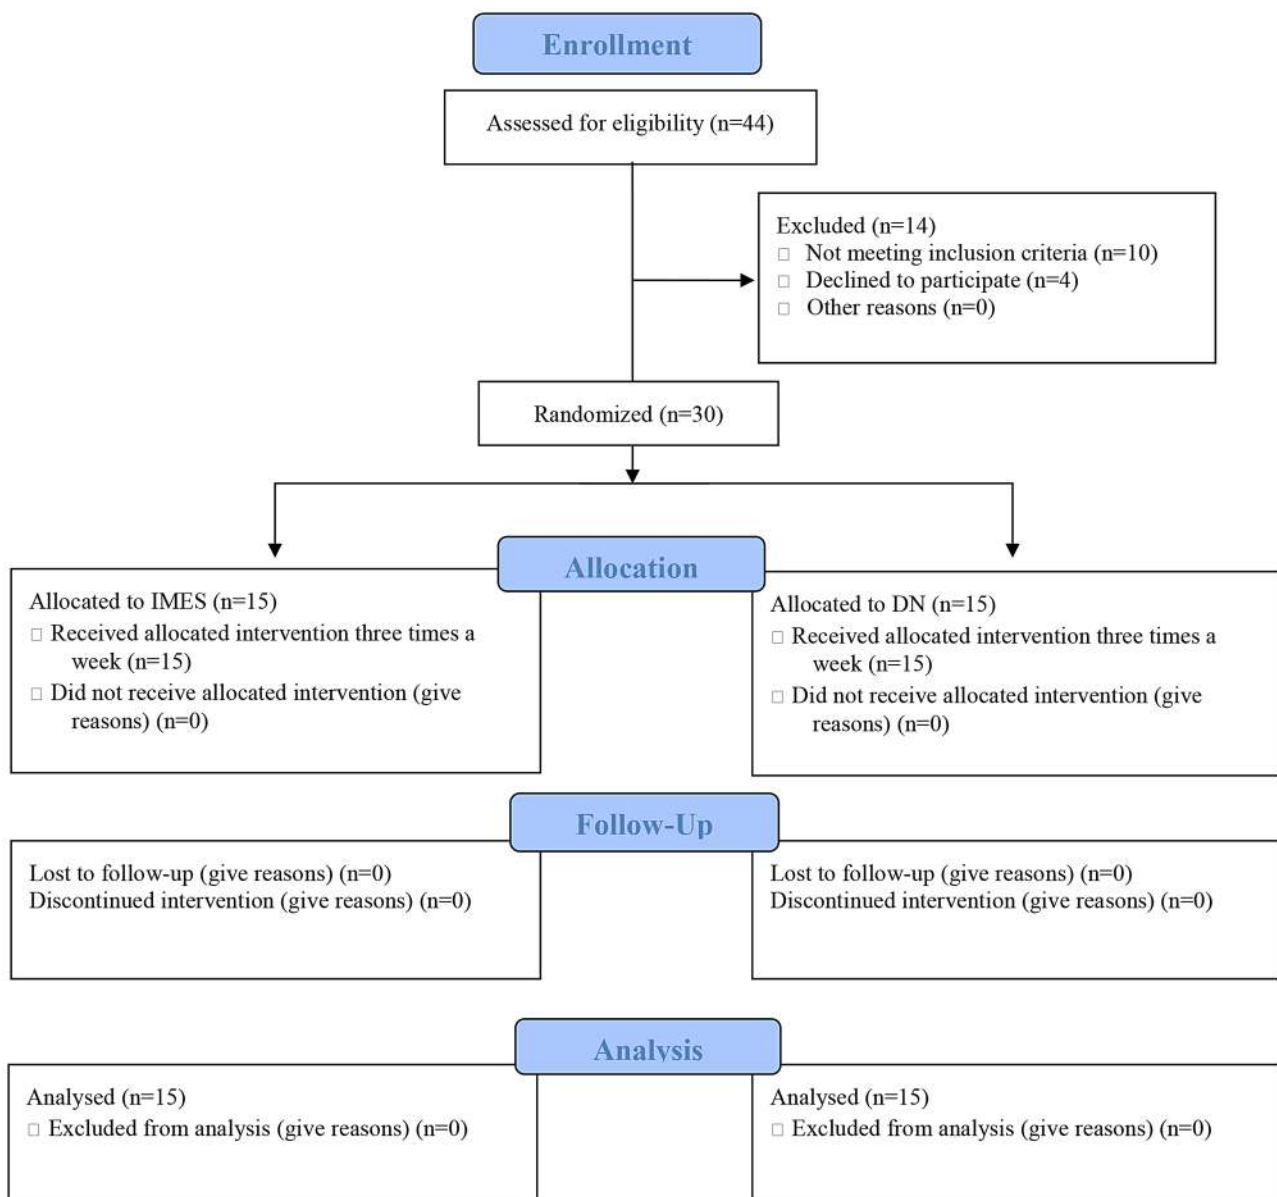 Enrollment
Assessed for eligibility (n=44)
Excluded (n=14)
□ Not meeting inclusion criteria (n=10)
□ Declined to participate (n=4)
□ Other reasons (n=0)
Randomized (n=30)
Allocation
Allocated to IMES (n=15)
□ Received allocated intervention three times a
week (n=15)
□ Did not receive allocated intervention (give
reasons) (n=0)
Allocated to DN (n=15)
□ Received allocated intervention three times a
week (n=15)
□ Did not receive allocated intervention (give
reasons) (n=0)
Follow-Up
Lost to follow-up (give reasons) (n=0)
Discontinued intervention (give reasons) (n=0)
Lost to follow-up (give reasons) (n=0)
Discontinued intervention (give reasons) (n=0)
Analysis
Analysed (n=15)
□ Excluded from analysis (give reasons) (n=0)
Analysed (n=15)
□ Excluded from analysis (give reasons) (n=0)